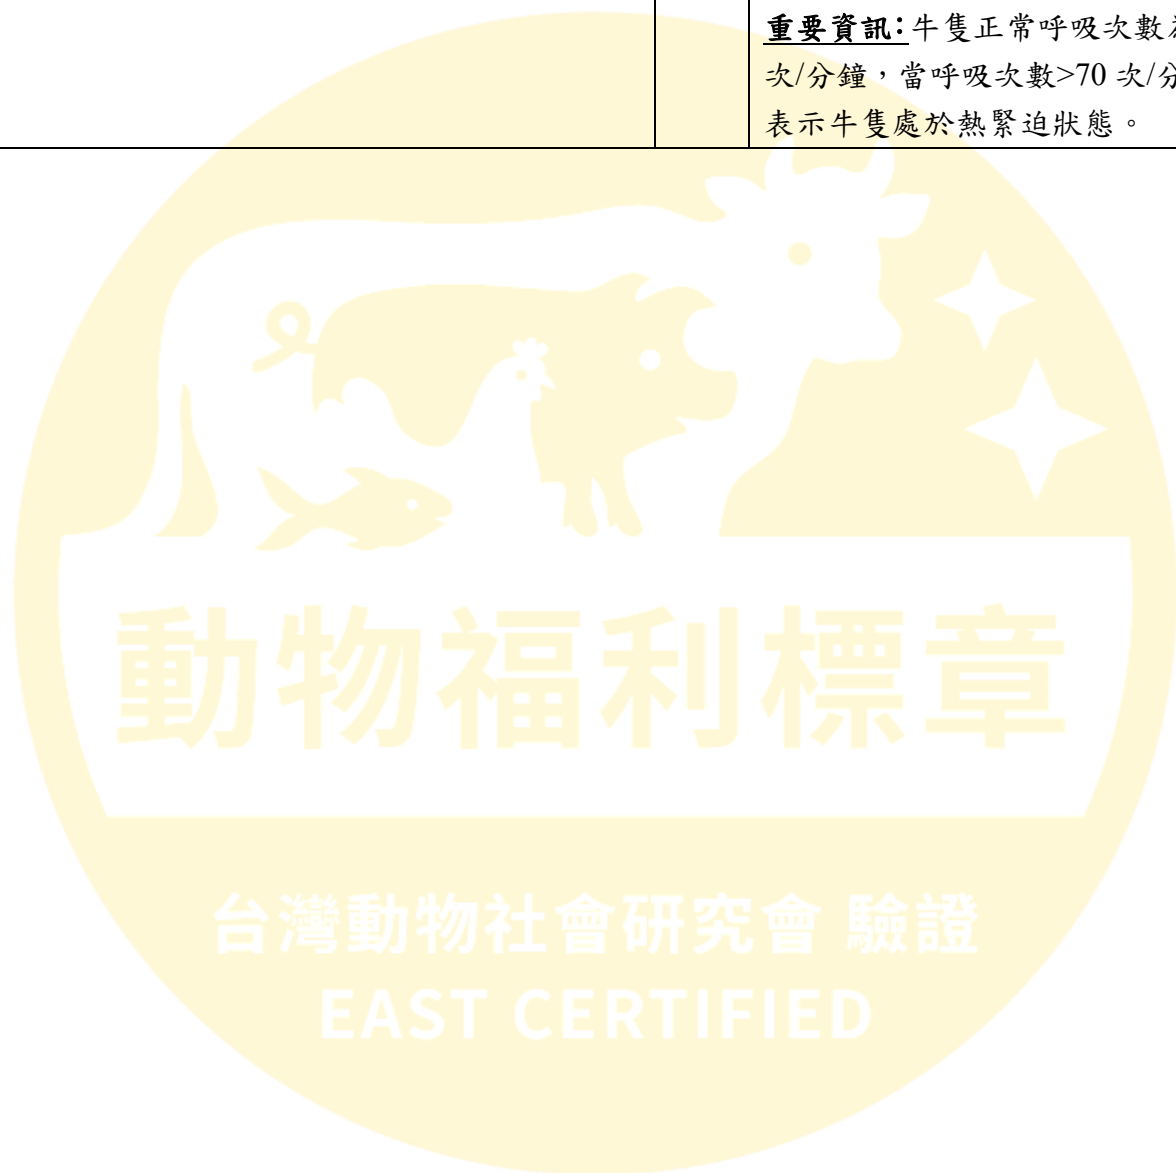 重要資訊:牛隻正常呼吸次數
次/分鐘，當呼吸次數>70 次/分
表示牛隻處於熱緊迫狀態。
動物福利標章
台灣動物社會研究會 驗證
EAST CERTIFIED